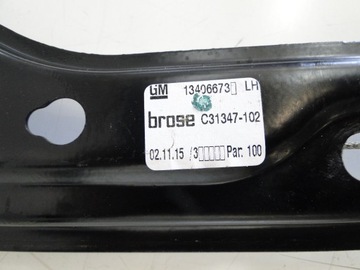 GM 13406673▯ LH
brose C31347-102
02.11.15 /3▯▯▯▯▯ Par. 100